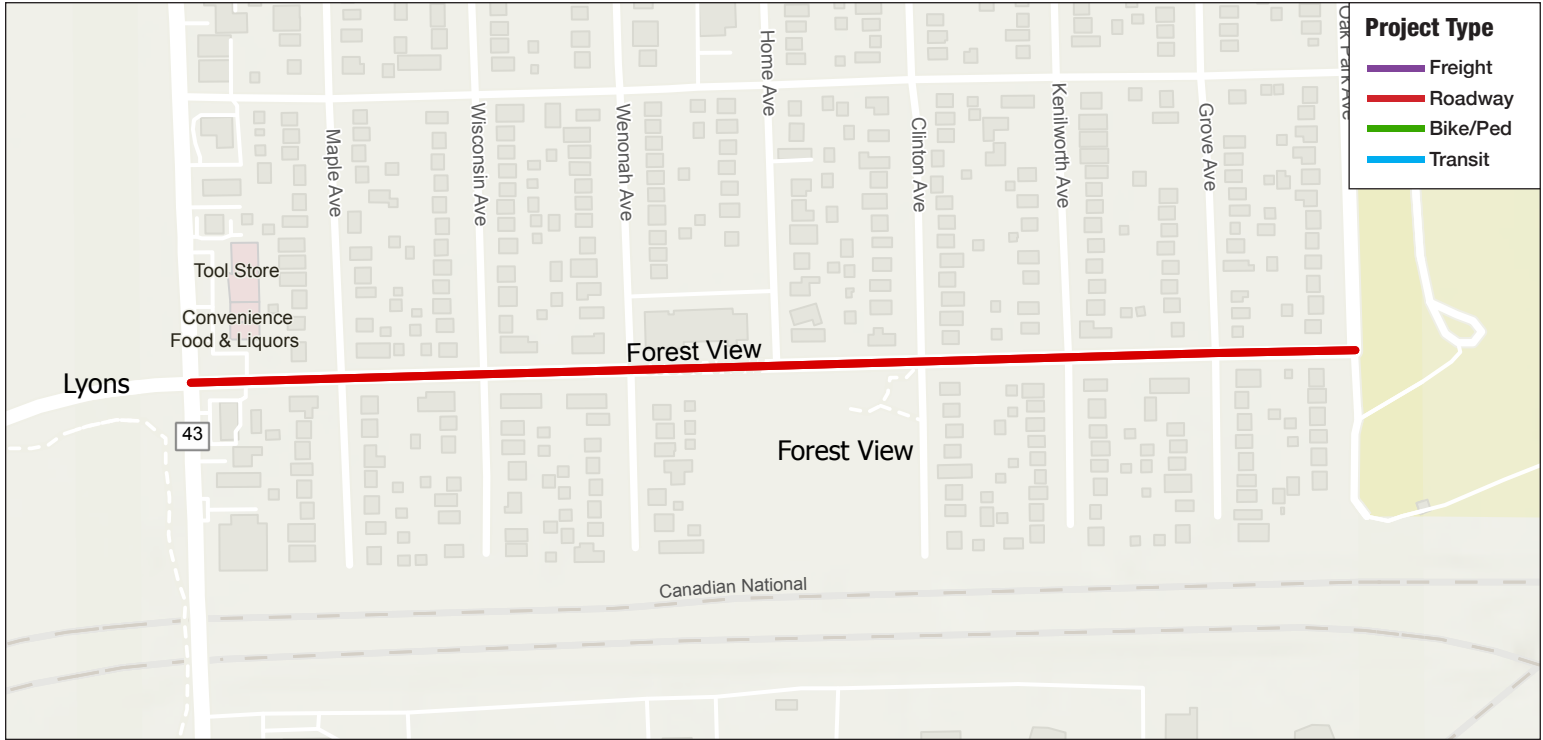 Project Type
Freight
Roadway
Bike/Ped
Transit
Oak Park Ave
Home Ave
Wisconsin Ave
Wenonah Ave
Maple Ave
Clinton Ave
Kenilworth Ave
Grove Ave
Tool Store
Convenience
Food & Liquors
Forest View
Lyons
43
Forest View
Canadian National